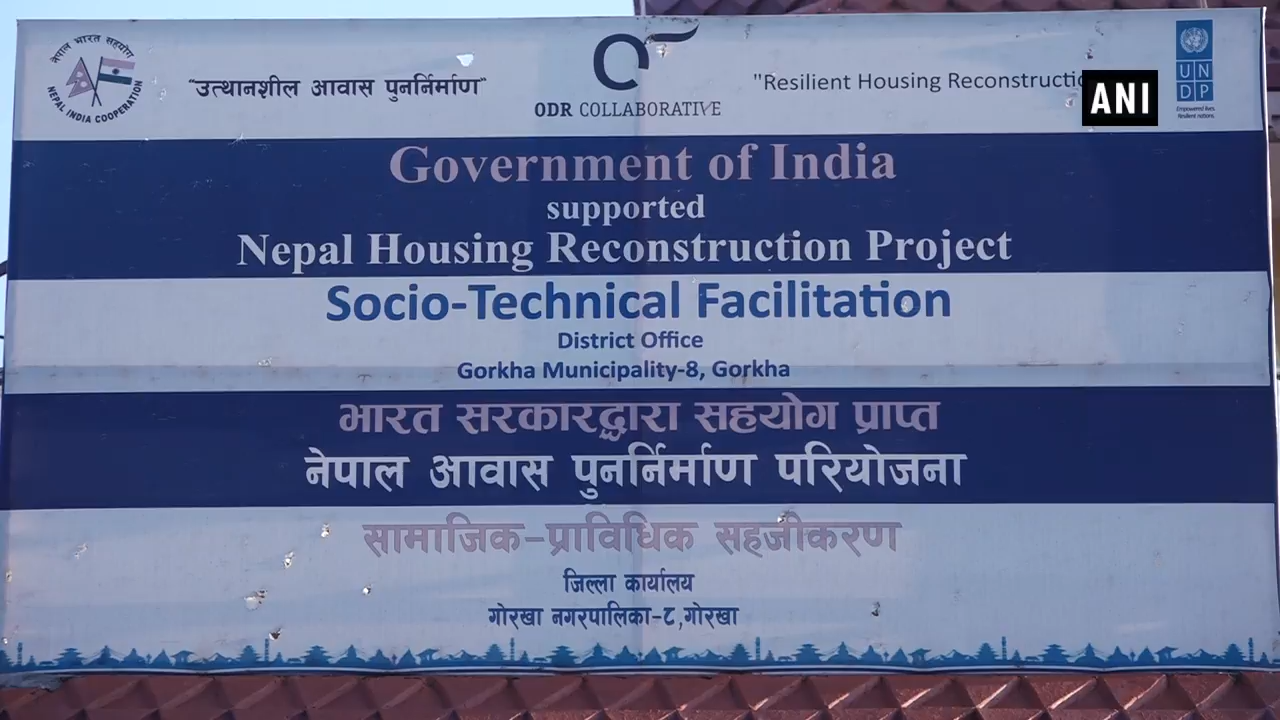 नेपाल भारत सहयोग
NEPAL INDIA COOPERATION
"उत्थानशील आवास पुनर्निर्माण"
ODR COLLABORATIVE
"Resilient Housing
ANI
UNDP
Empowered lives.
Resilient nations.
Government of India
supported
Nepal Housing Reconstruction Project
Socio-Technical Facilitation
District Office
Gorkha Municipality-8, Gorkha
भारत सरकारद्धारा सहयोग प्राप्त
नेपाल आवास पुनर्निर्माण परियोजना
सामाजिक-प्राविधिक सहजीकरण
जिल्ला कार्यालय
गोरखा नगरपालिका-८,गोरखा